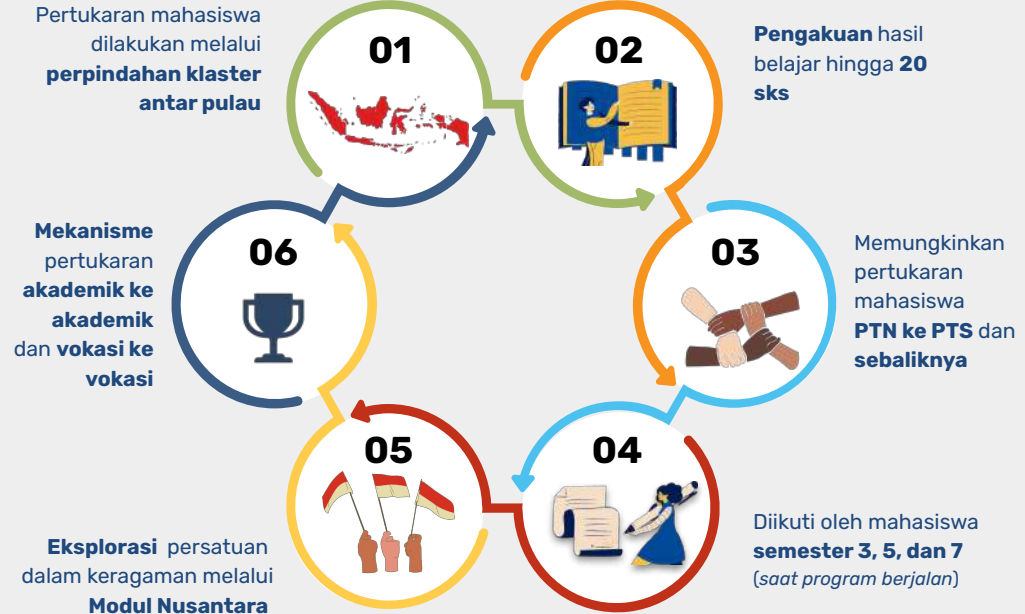 01
Pertukaran mahasiswa
dilakukan melalui
perpindahan klaster
antar pulau
02
Pengakuan hasil
belajar hingga 20
sks
03
Memungkinkan
pertukaran
mahasiswa
PTN ke PTS dan
sebaliknya
04
Diikuti oleh mahasiswa
semester 3, 5, dan 7
(saat program berjalan)
05
Eksplorasi persatuan
dalam keragaman melalui
Modul Nusantara
06
Mekanisme
pertukaran
akademik ke
akademik
dan vokasi ke
vokasi